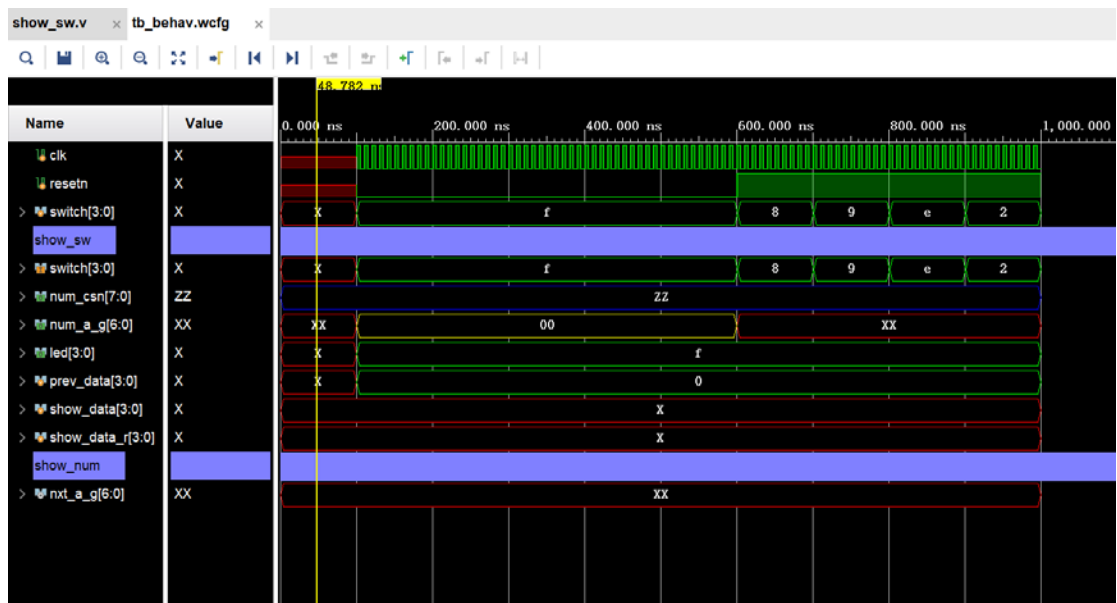 show_sw.v × tb_behav.wcfg ×
48.782 ns
Name Value 0.000 ns 200.000 ns 400.000 ns 600.000 ns 800.000 ns 1,000.000
clk X
resetn X
> switch[3:0] X X f 8 9 e 2
show_sw
> switch[3:0] X X f 8 9 e 2
> num_csn[7:0] ZZ ZZ
> num_a_g[6:0] XX XX 00 XX
> led[3:0] X X f
> prev_data[3:0] X X 0
> show_data[3:0] X X
> show_data_r[3:0] X X
show_num
> nxt_a_g[6:0] XX XX